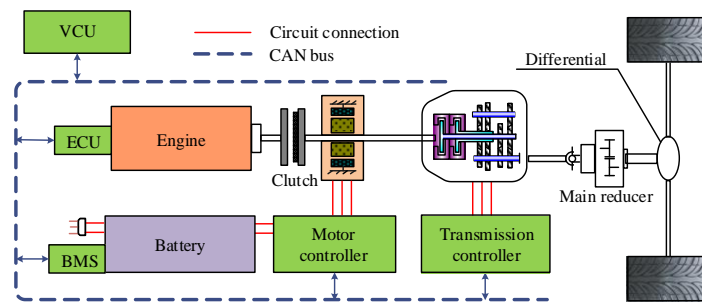 VCU
Circuit connection
CAN bus
Differential
ECU
Engine
Clutch
Main reducer
Battery
BMS
Motor
controller
Transmission
controller